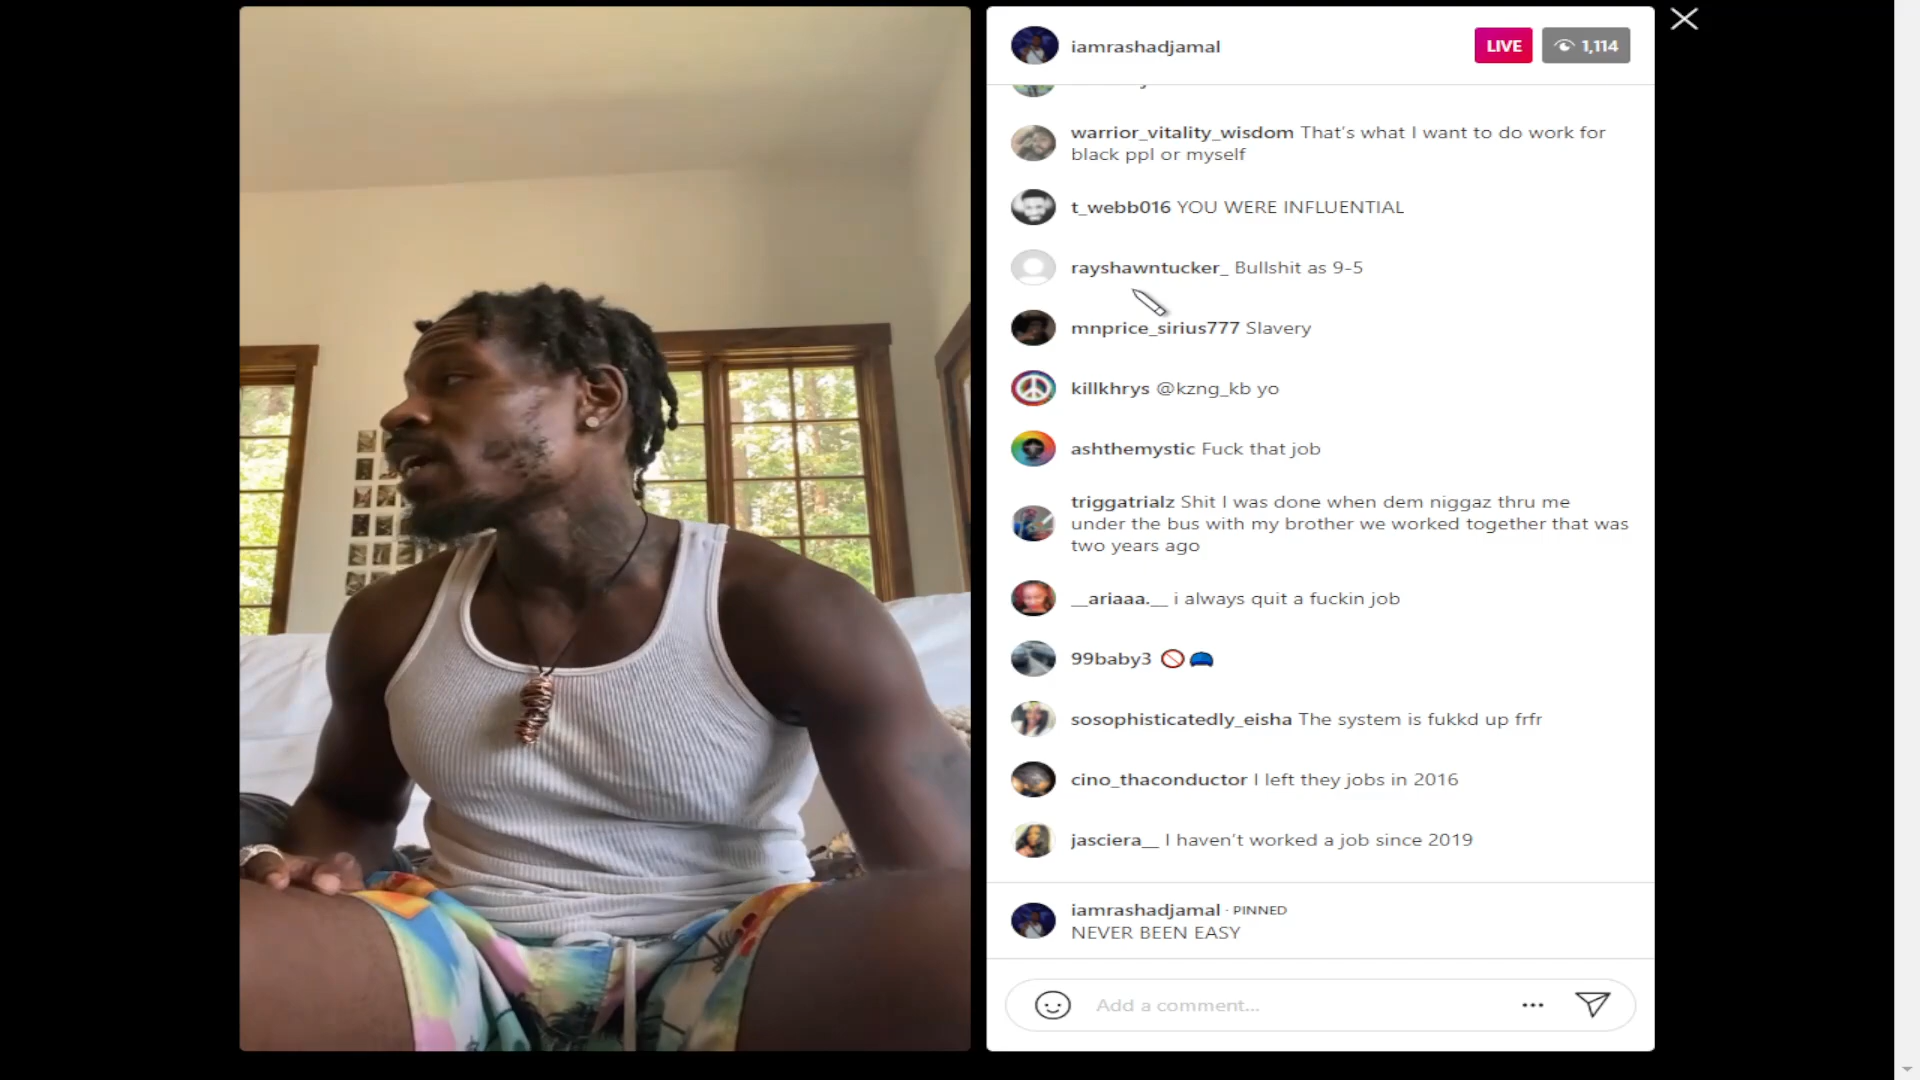 iamrashadjamal
LIVE
1,114
warrior_vitality_wisdom That's what I want to do work for
black ppl or myself
t_webb016 YOU WERE INFLUENTIAL
rayshawntucker_ Bullshit as 9-5
mnprice_sirius777 Slavery
killkhrys @kzng_kb yo
ashthemystic Fuck that job
triggatrialz Shit I was done when dem niggaz thru me
under the bus with my brother we worked together that was
two years ago
__ariaaa.__ i always quit a fuckin job
99baby3 🚫🧢
sosophisticatedly_eisha The system is fukkd up frfr
cino_thaconductor I left they jobs in 2016
jasciera__ I haven't worked a job since 2019
iamrashadjamal · PINNED
NEVER BEEN EASY
Add a comment...